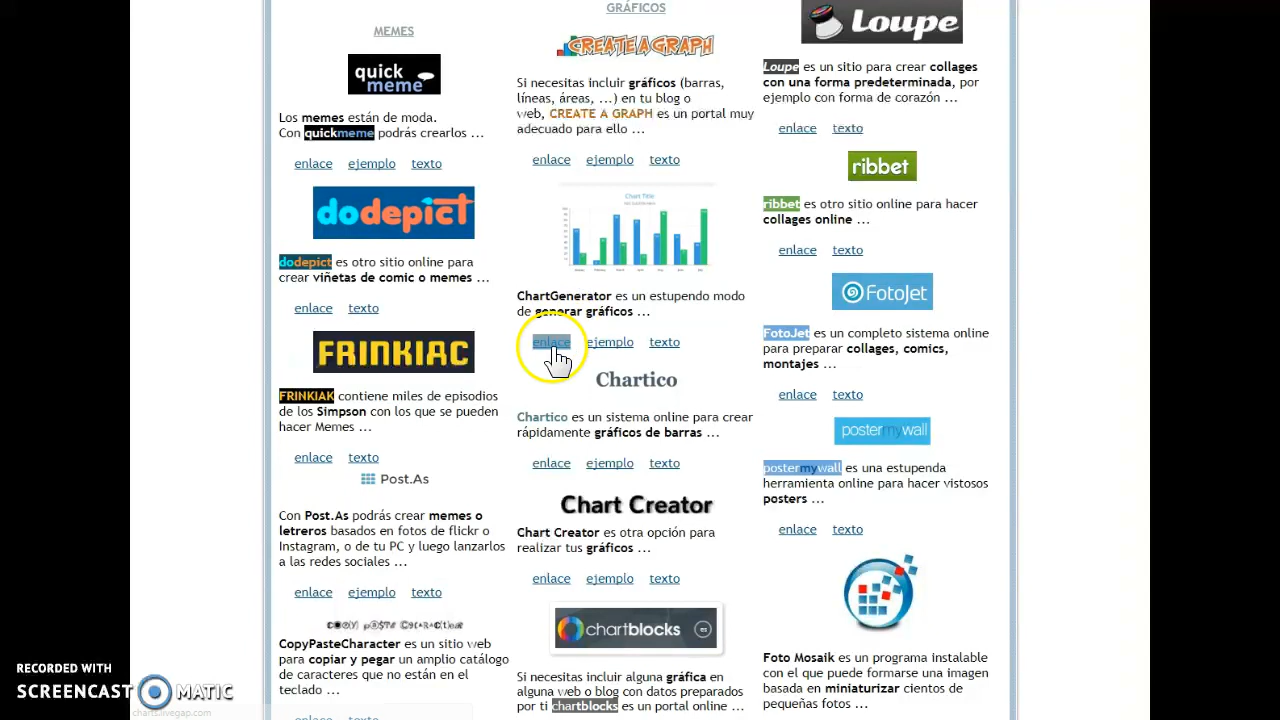 MEMES
quick
meme
Los memes están de moda.
Con quickmeme podrás crearlos ...
enlace ejemplo texto
dodepict
dodepict es otro sitio online para
crear viñetas de comic o memes ...
enlace texto
FRINKIAC
FRINKIAK contiene miles de episodios
de los Simpson con los que se pueden
hacer Memes ...
enlace texto
Post.As
Con Post.As podrás crear memes o
letreros basados en fotos de flickr o
Instagram, o de tu PC y luego lanzarlos
a las redes sociales ...
enlace ejemplo texto
CopyPasteCharacter es un sitio web
para copiar y pegar un amplio catálogo
de caracteres que no están en el
teclado ...
GRÁFICOS
CREATE A GRAPH
Si necesitas incluir gráficos (barras,
líneas, áreas, ...) en tu blog o
web, CREATE A GRAPH es un portal muy
adecuado para ello ...
enlace ejemplo texto
Chart Title
ChartGenerator es un estupendo modo
de generar gráficos ...
enlace ejemplo texto
Chartico
Chartico es un sistema online para crear
rápidamente gráficos de barras ...
enlace ejemplo texto
Chart Creator
Chart Creator es otra opción para
realizar tus gráficos ...
enlace ejemplo texto
chartblocks
Si necesitas incluir alguna gráfica en
alguna web o blog con datos preparados
por ti chartblocks es un portal online ...
Loupe
Loupe es un sitio para crear collages
con una forma predeterminada, por
ejemplo con forma de corazón ...
enlace texto
ribbet
ribbet es otro sitio online para hacer
collages online ...
enlace texto
FotoJet
FotoJet es un completo sistema online
para preparar collages, comics,
montajes ...
enlace texto
postermywall
postermywall es una estupenda
herramienta online para hacer vistosos
posters ...
enlace texto
Foto Mosaik es un programa instalable
con el que puede formarse una imagen
basada en miniaturizar cientos de
pequeñas fotos ...
RECORDED WITH
SCREENCAST MATIC